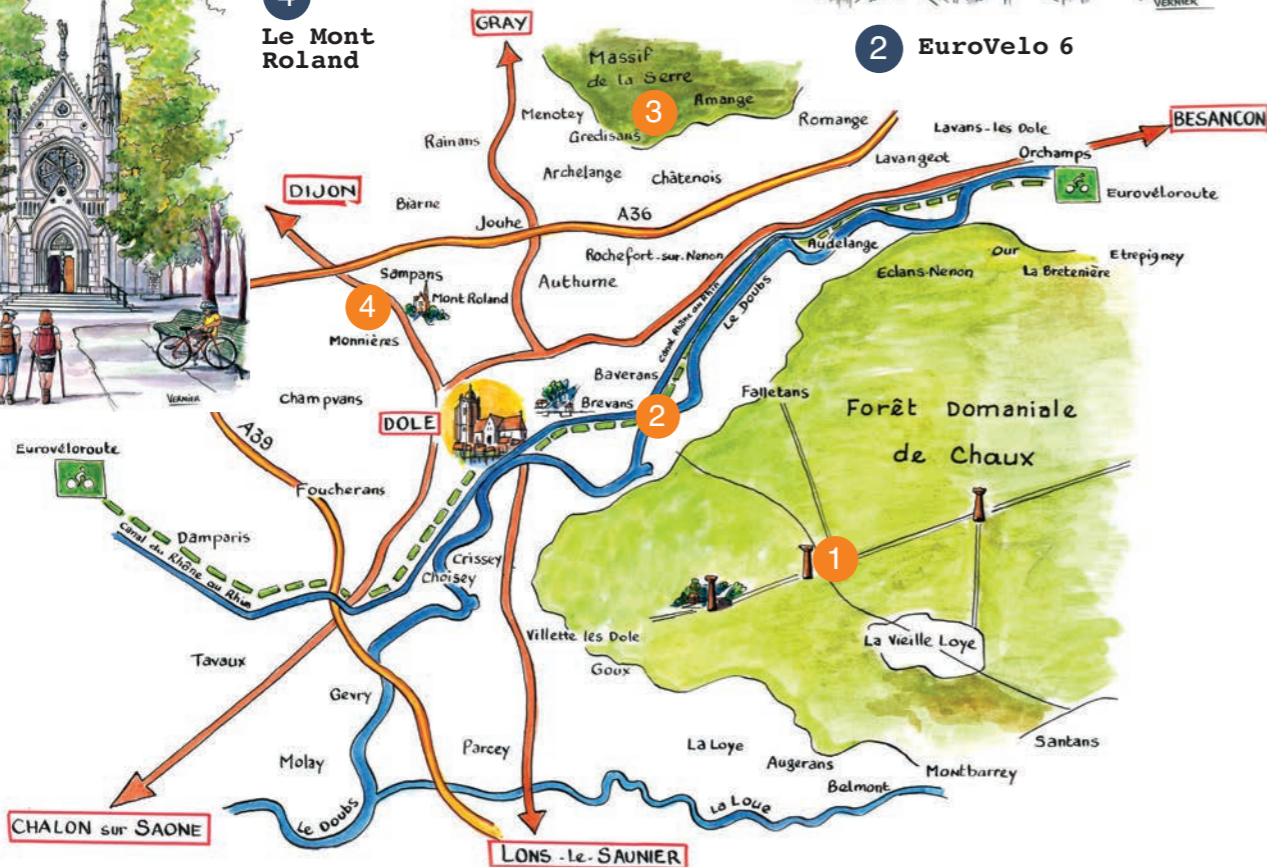 4
Le Mont
Roland
VERNIER
VERNIER
2 EuroVelo 6
GRAY
Massif
de la Serre
Amange
3
Menotey
Gredisans
Romange
Rainans
Archelange
Châtenois
Lavans-les Dole
Lavangeot
Orchamps
BESANCON
Eurovéloroute
DIJON
Biarne
Jouhe
A36
Rochefort-sur-Nenon
Audelange
Our
Etrepigney
Eclans-Nenon
La Bretenière
Sampans
Authume
4
Mont Roland
Monnières
Canal Rhône au Rhin
Le Doubs
Baverans
Brevans
2
Falletans
Forêt Domaniale
de Chaux
Champvans
DOLE
A39
Eurovéloroute
Foucherans
Damparis
Canal du Rhône au Rhin
Crissey
Choisey
1
Villette les Dole
Goux
La Vieille Loye
Tavaux
Gevry
Parcey
Molay
La Loye
Augerans
Belmont
Montbarrey
Santans
Le Doubs
La Loue
CHALON sur SAONE
LONS-le-SAUNIER